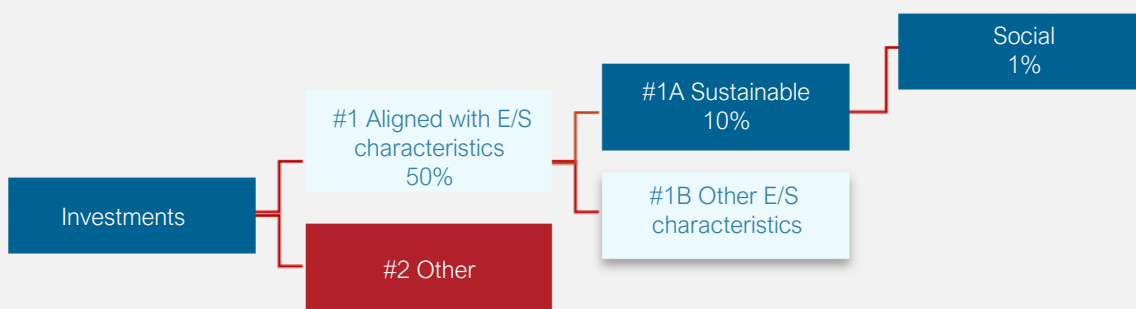 Social
1%
#1A Sustainable
10%
#1 Aligned with E/S
characteristics
50%
#1B Other E/S
characteristics
Investments
#2 Other